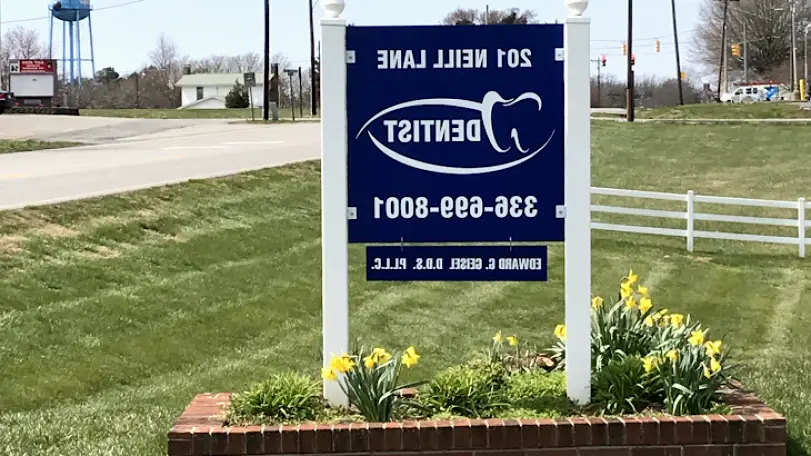 201 NEILL LANE
DENTIST
336-699-8001
EDWARD G. GEISEL D.D.S. P.L.L.C.